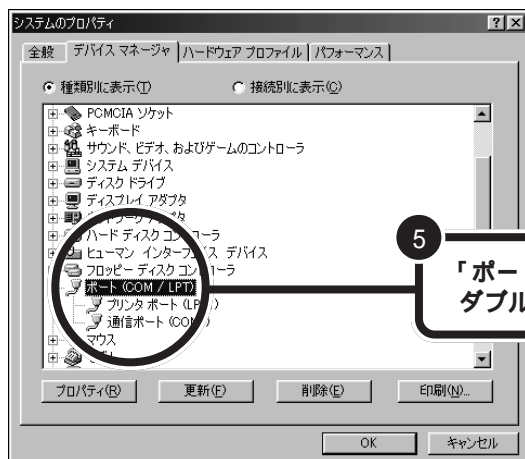 システムのプロパティ
全般 デバイス マネージャ ハードウェア プロファイル パフォーマンス
種類別に表示(T) 接続別に表示(C)
PCMCIA ソケット
キーボード
サウンド、ビデオ、およびゲームのコントローラ
システム デバイス
ディスク ドライブ
ディスプレイ アダプタ
ハード ディスク コントローラ
ヒューマン インターフェイス デバイス
フロッピー ディスク コントローラ
ポート (COM / LPT)
プリンタ ポート
通信ポート
マウス
5
「ポー
ダブル
プロパティ(R) 更新(F) 削除(E) 印刷(N)...
OK キャンセル